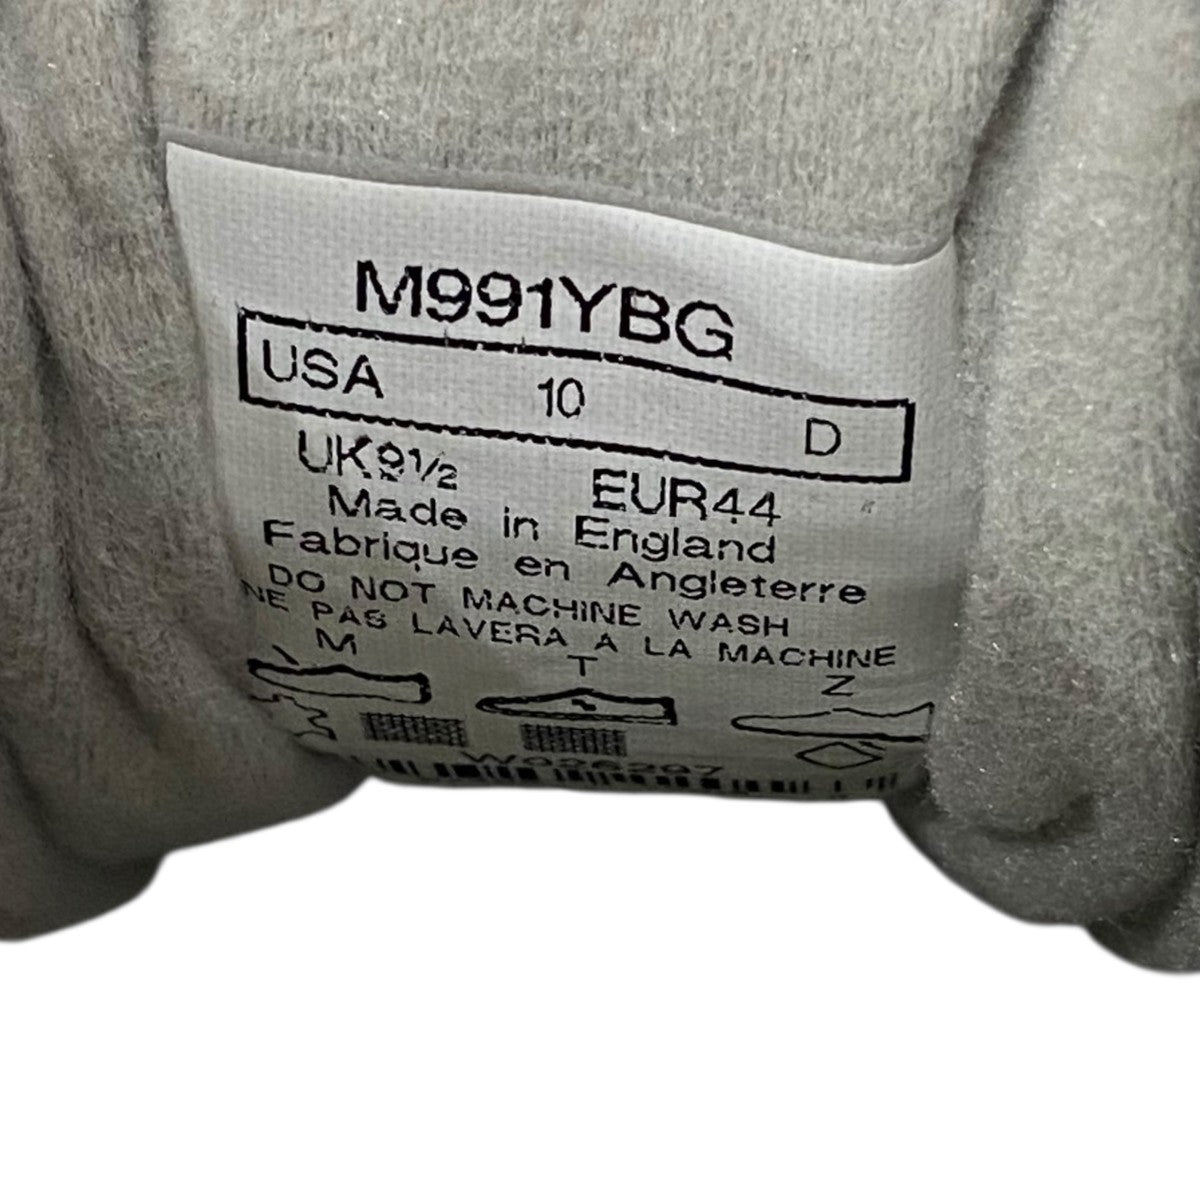 M991YBG
USA 10 D
UK9½ EUR44
Made in England
Fabrique en Angleterre
DO NOT MACHINE WASH
NE PAS LAVERA A LA MACHINE
M T Z
W026207